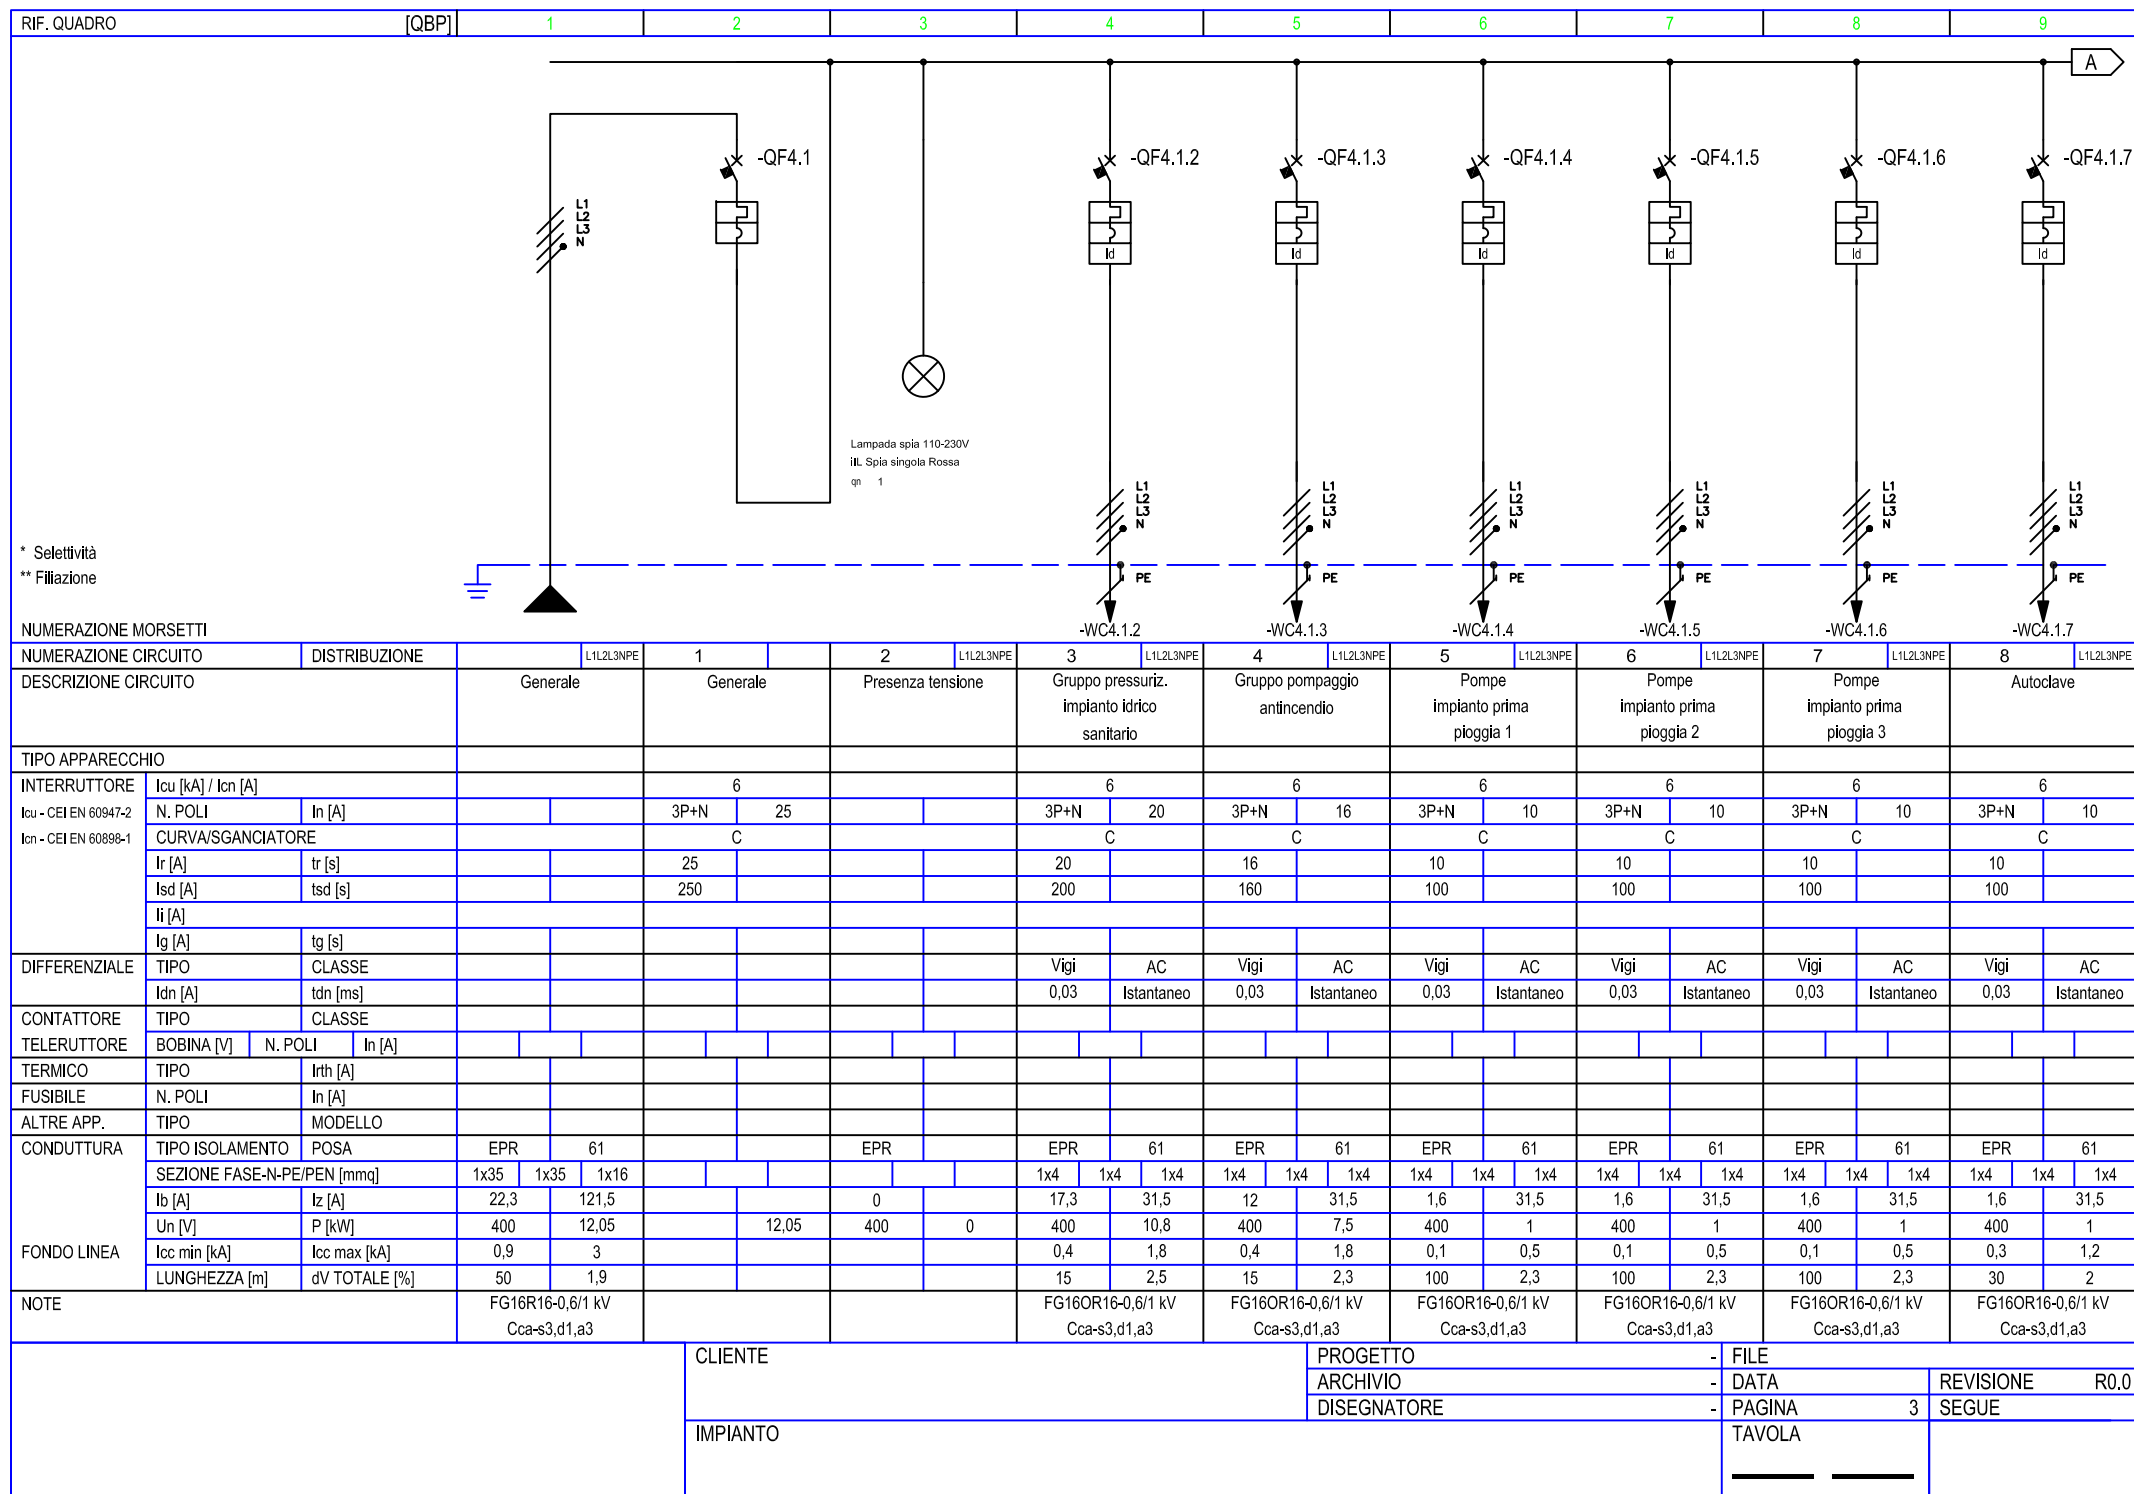 RIF. QUADRO [QBP] 1 2 3 4 5 6 7 8 9
A
-QF4.1 -QF4.1.2 -QF4.1.3 -QF4.1.4 -QF4.1.5 -QF4.1.6 -QF4.1.7
L1
L2
L3
N
Id Id Id Id Id Id
Lampada spia 110-230V
iIL Spia singola Rossa
qn 1
L1 L1 L1 L1 L1 L1
L2 L2 L2 L2 L2 L2
L3 L3 L3 L3 L3 L3
N N N N N N
* Selettività
** Filiazione
PE PE PE PE PE PE
NUMERAZIONE MORSETTI -WC4.1.2 -WC4.1.3 -WC4.1.4 -WC4.1.5 -WC4.1.6 -WC4.1.7
NUMERAZIONE CIRCUITO DISTRIBUZIONE L1L2L3NPE 1 2 L1L2L3NPE 3 L1L2L3NPE 4 L1L2L3NPE 5 L1L2L3NPE 6 L1L2L3NPE 7 L1L2L3NPE 8 L1L2L3NPE
DESCRIZIONE CIRCUITO Generale Generale Presenza tensione Gruppo pressuriz. Gruppo pompaggio Pompe Pompe Pompe Autoclave
impianto idrico antincendio impianto prima impianto prima impianto prima
sanitario pioggia 1 pioggia 2 pioggia 3
TIPO APPARECCHIO
INTERRUTTORE Icu [kA] / Icn [A] 6 6 6 6 6 6 6
Icu - CEI EN 60947-2 N. POLI In [A] 3P+N 25 3P+N 20 3P+N 16 3P+N 10 3P+N 10 3P+N 10 3P+N 10
Icn - CEI EN 60898-1 CURVA/SGANCIATORE C C C C C C C
Ir [A] tr [s] 25 20 16 10 10 10 10
Isd [A] tsd [s] 250 200 160 100 100 100 100
Ii [A]
Ig [A] tg [s]
DIFFERENZIALE TIPO CLASSE Vigi AC Vigi AC Vigi AC Vigi AC Vigi AC Vigi AC
Idn [A] tdn [ms] 0,03 Istantaneo 0,03 Istantaneo 0,03 Istantaneo 0,03 Istantaneo 0,03 Istantaneo 0,03 Istantaneo
CONTATTORE TIPO CLASSE
TELERUTTORE BOBINA [V] N. POLI In [A]
TERMICO TIPO Irth [A]
FUSIBILE N. POLI In [A]
ALTRE APP. TIPO MODELLO
CONDUTTURA TIPO ISOLAMENTO POSA EPR 61 EPR EPR 61 EPR 61 EPR 61 EPR 61 EPR 61 EPR 61
SEZIONE FASE-N-PE/PEN [mmq] 1x35 1x35 1x16 1x4 1x4 1x4 1x4 1x4 1x4 1x4 1x4 1x4 1x4 1x4 1x4 1x4 1x4 1x4 1x4 1x4 1x4
Ib [A] Iz [A] 22,3 121,5 0 17,3 31,5 12 31,5 1,6 31,5 1,6 31,5 1,6 31,5 1,6 31,5
Un [V] P [kW] 400 12,05 12,05 400 0 400 10,8 400 7,5 400 1 400 1 400 1 400 1
FONDO LINEA Icc min [kA] Icc max [kA] 0,9 3 0,4 1,8 0,4 1,8 0,1 0,5 0,1 0,5 0,1 0,5 0,3 1,2
LUNGHEZZA [m] dV TOTALE [%] 50 1,9 15 2,5 15 2,3 100 2,3 100 2,3 100 2,3 30 2
NOTE FG16R16-0,6/1 kV FG16OR16-0,6/1 kV FG16OR16-0,6/1 kV FG16OR16-0,6/1 kV FG16OR16-0,6/1 kV FG16OR16-0,6/1 kV FG16OR16-0,6/1 kV
Cca-s3,d1,a3 Cca-s3,d1,a3 Cca-s3,d1,a3 Cca-s3,d1,a3 Cca-s3,d1,a3 Cca-s3,d1,a3 Cca-s3,d1,a3
CLIENTE PROGETTO - FILE
ARCHIVIO - DATA REVISIONE R0.0
DISEGNATORE - PAGINA 3 SEGUE
IMPIANTO TAVOLA